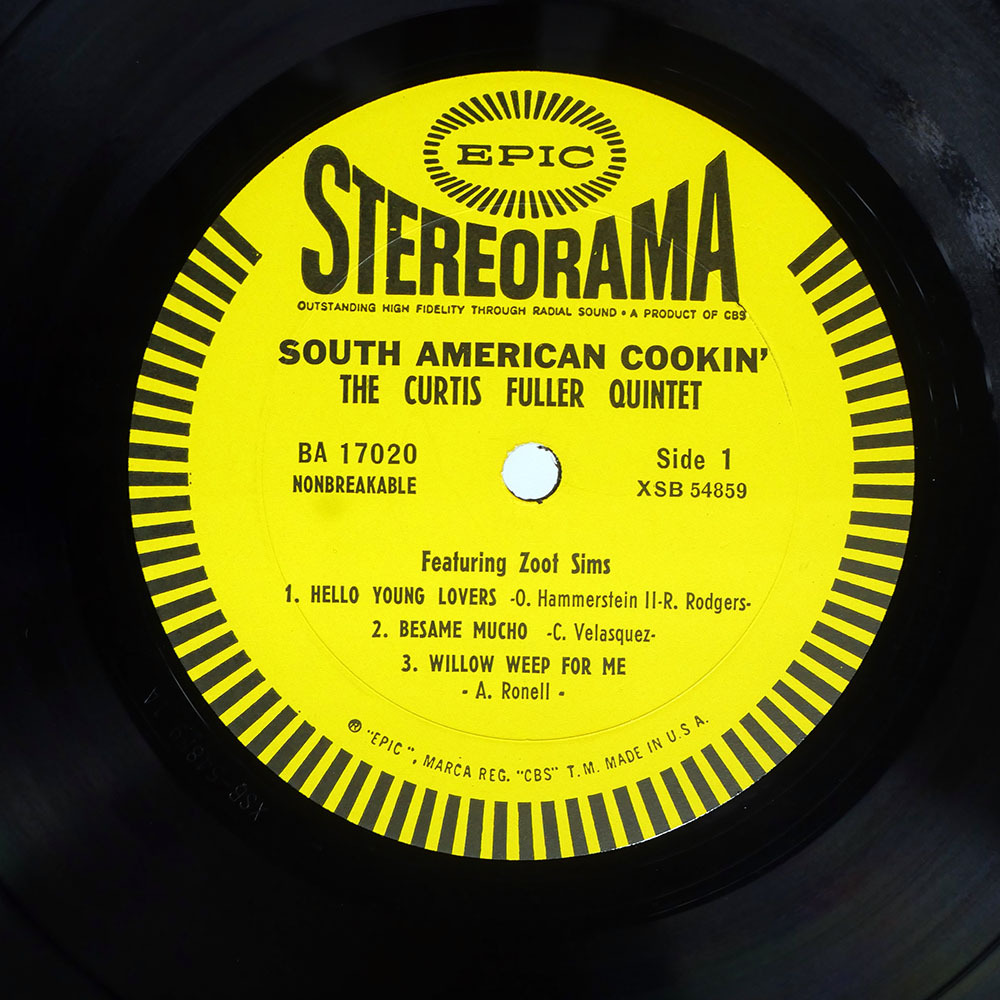 EPIC
STEREORAMA
OUTSTANDING HIGH FIDELITY THROUGH RADIAL SOUND • A PRODUCT OF CBS
SOUTH AMERICAN COOKIN'
THE CURTIS FULLER QUINTET
BA 17020
NONBREAKABLE
Side 1
XSB 54859
Featuring Zoot Sims
1. HELLO YOUNG LOVERS -O. Hammerstein II-R. Rodgers-
2. BESAME MUCHO -C. Velasquez-
3. WILLOW WEEP FOR ME
- A. Ronell -
® "EPIC", MARCA REG. "CBS" T.M. MADE IN U.S.A.